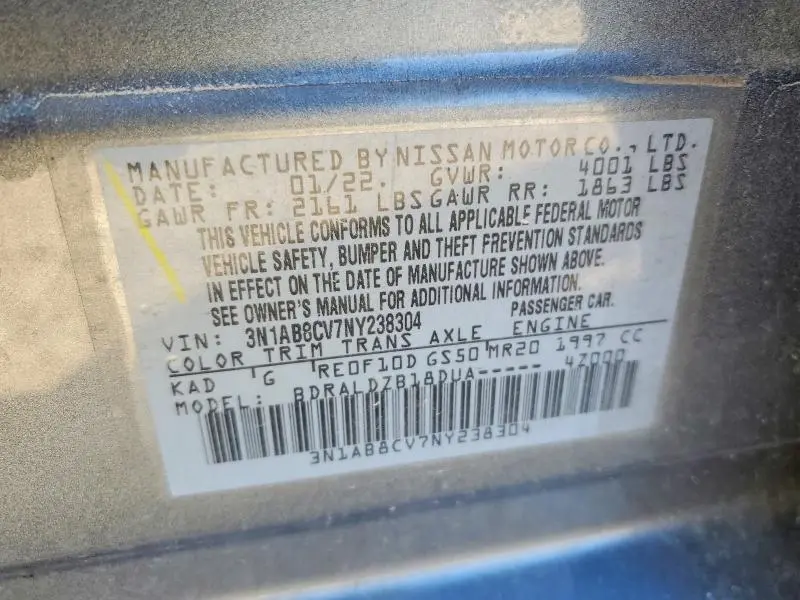 MANUFACTURED BY NISSAN MOTOR CO., LTD.
DATE: 01/22. GVWR: 4001 LBS
GAWR FR: 2161 LBS GAWR RR: 1863 LBS
THIS VEHICLE CONFORMS TO ALL APPLICABLE FEDERAL MOTOR
VEHICLE SAFETY, BUMPER AND THEFT PREVENTION STANDARDS
IN EFFECT ON THE DATE OF MANUFACTURE SHOWN ABOVE.
SEE OWNER'S MANUAL FOR ADDITIONAL INFORMATION.
VIN: 3N1AB8CV7NY238304 PASSENGER CAR.
COLOR TRIM TRANS AXLE ENGINE
KAD G RE0F10D GS50 MR20 1997 CC
MODEL: BDRALDZB18DUA----- 4Z000
3N1AB8CV7NY238304